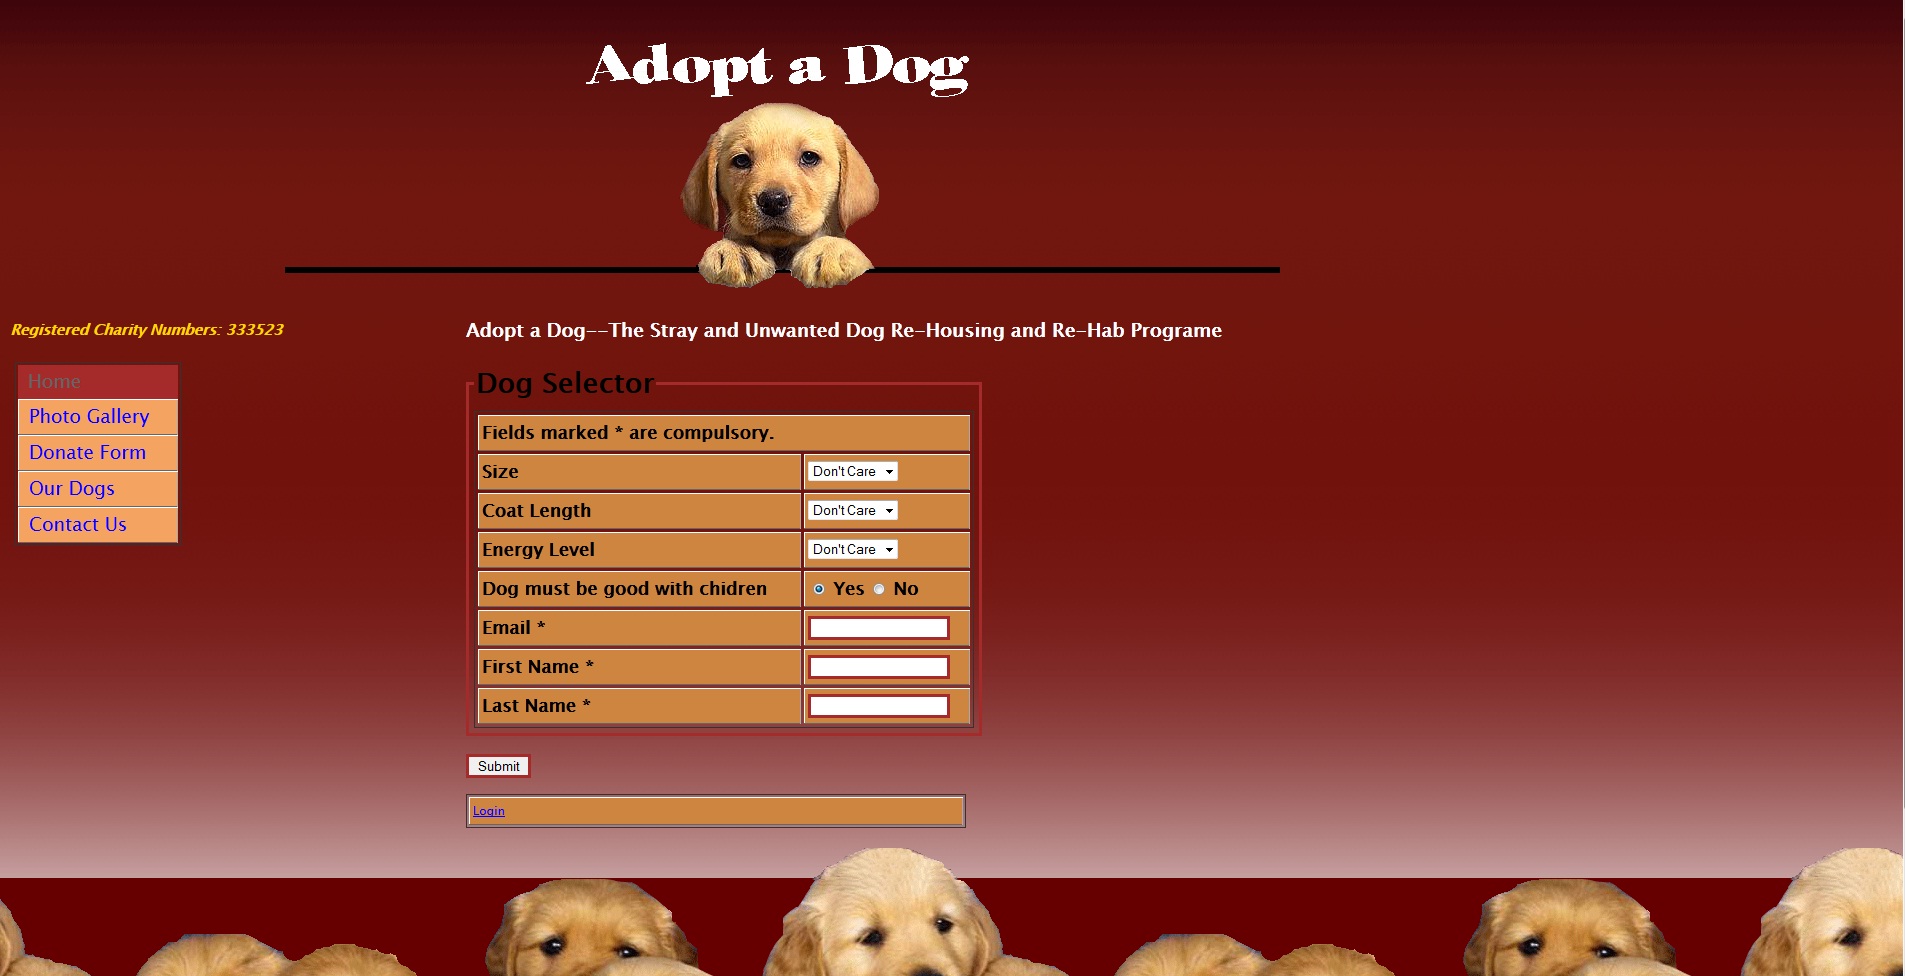 Adopt a Dog
Registered Charity Numbers: 333523
Adopt a Dog--The Stray and Unwanted Dog Re-Housing and Re-Hab Programe
Home
Photo Gallery
Donate Form
Our Dogs
Contact Us
Dog Selector
Fields marked * are compulsory.
Size Don't Care
Coat Length Don't Care
Energy Level Don't Care
Dog must be good with chidren Yes No
Email *
First Name *
Last Name *
Submit
Login